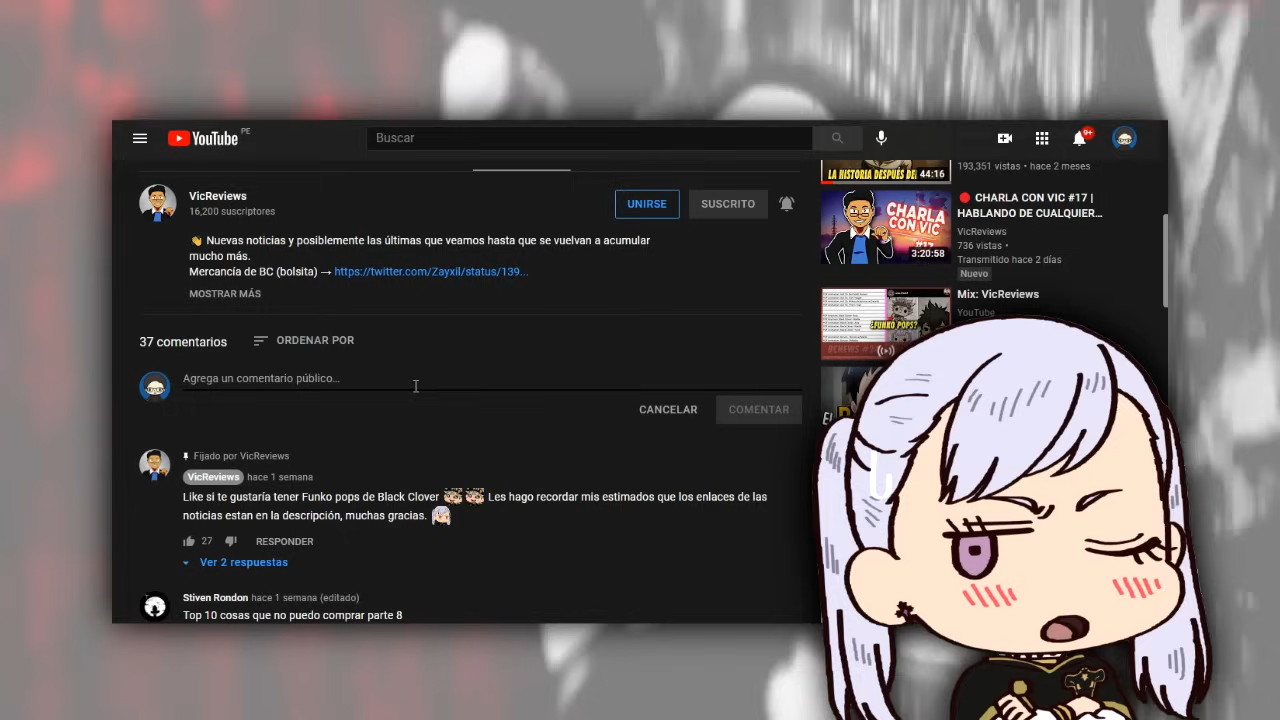 YouTube PE
Buscar
9+
VicReviews
16,200 suscriptores
UNIRSE
SUSCRITO
👋 Nuevas noticias y posiblemente las últimas que veamos hasta que se vuelvan a acumular
mucho más.
Mercancía de BC (bolsita) → https://twitter.com/Zayxil/status/139...
MOSTRAR MÁS
37 comentarios
ORDENAR POR
Agrega un comentario público...
CANCELAR
COMENTAR
Fijado por VicReviews
VicReviews hace 1 semana
Like si te gustaría tener Funko pops de Black Clover Les hago recordar mis estimados que los enlaces de las
noticias estan en la descripción, muchas gracias.
27
RESPONDER
Ver 2 respuestas
Stiven Rondon hace 1 semana (editado)
Top 10 cosas que no puedo comprar parte 8
LA HISTORIA DESPUÉS DE
44:16
193,351 vistas • hace 2 meses
CHARLA
CON VIC
#17
3:20:58
🔴 CHARLA CON VIC #17 |
HABLANDO DE CUALQUIER...
VicReviews
736 vistas •
Transmitido hace 2 días
Nuevo
¿FUNKO POPS?
Mix: VicReviews
YouTube